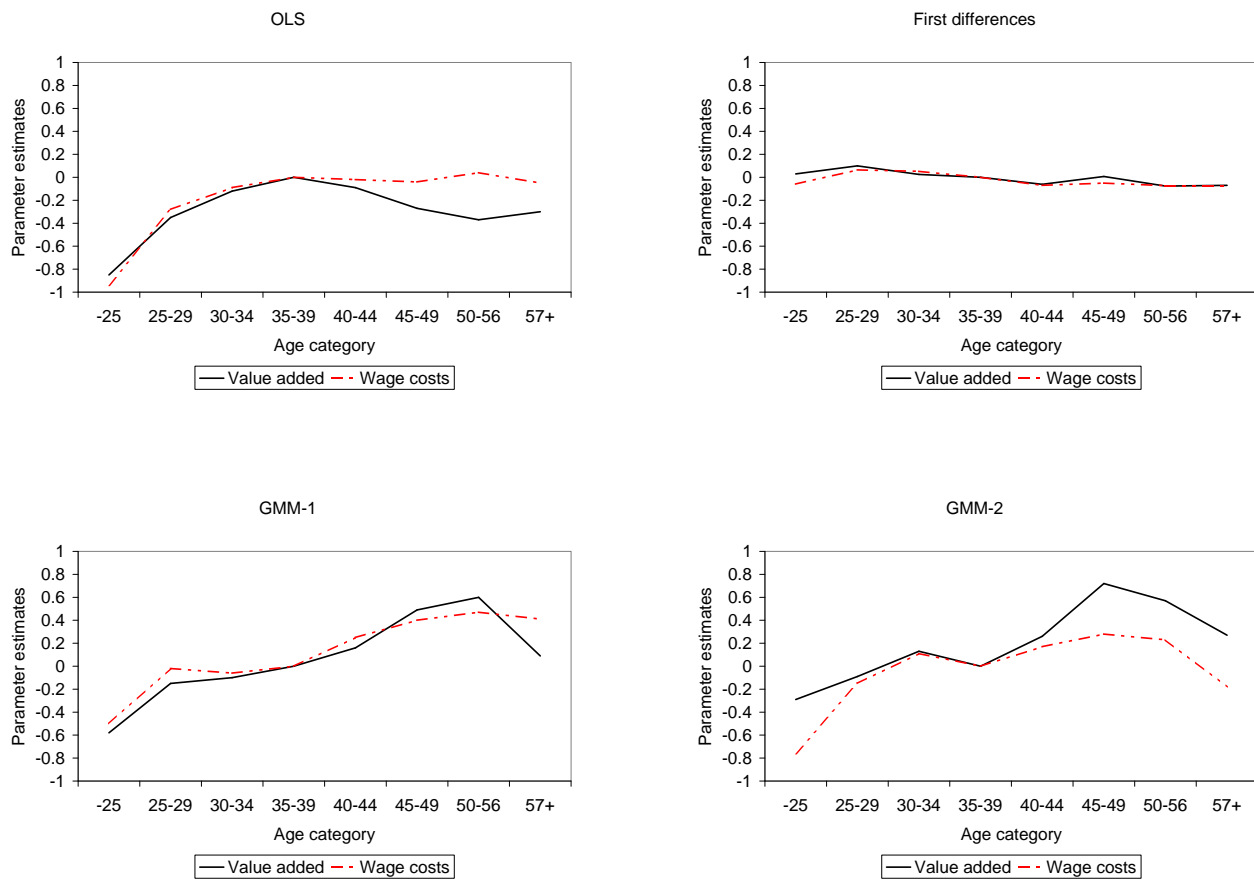 OLS
1
0.8
0.6
0.4
0.2
0
-0.2
-0.4
-0.6
-0.8
-1
Parameter estimates
-25 25-29 30-34 35-39 40-44 45-49 50-56 57+
Age category
Value added Wage costs
First differences
1
0.8
0.6
0.4
0.2
0
-0.2
-0.4
-0.6
-0.8
-1
Parameter estimates
-25 25-29 30-34 35-39 40-44 45-49 50-56 57+
Age category
Value added Wage costs
GMM-1
1
0.8
0.6
0.4
0.2
0
-0.2
-0.4
-0.6
-0.8
-1
Parameter estimates
-25 25-29 30-34 35-39 40-44 45-49 50-56 57+
Age category
Value added Wage costs
GMM-2
1
0.8
0.6
0.4
0.2
0
-0.2
-0.4
-0.6
-0.8
-1
Parameter estimates
-25 25-29 30-34 35-39 40-44 45-49 50-56 57+
Age category
Value added Wage costs